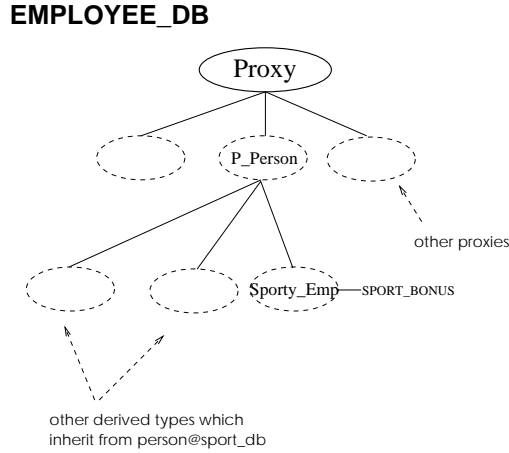 EMPLOYEE_DB
Proxy
P_Person
other proxies
Sporty_Emp
SPORT_BONUS
other derived types which
inherit from person@sport_db